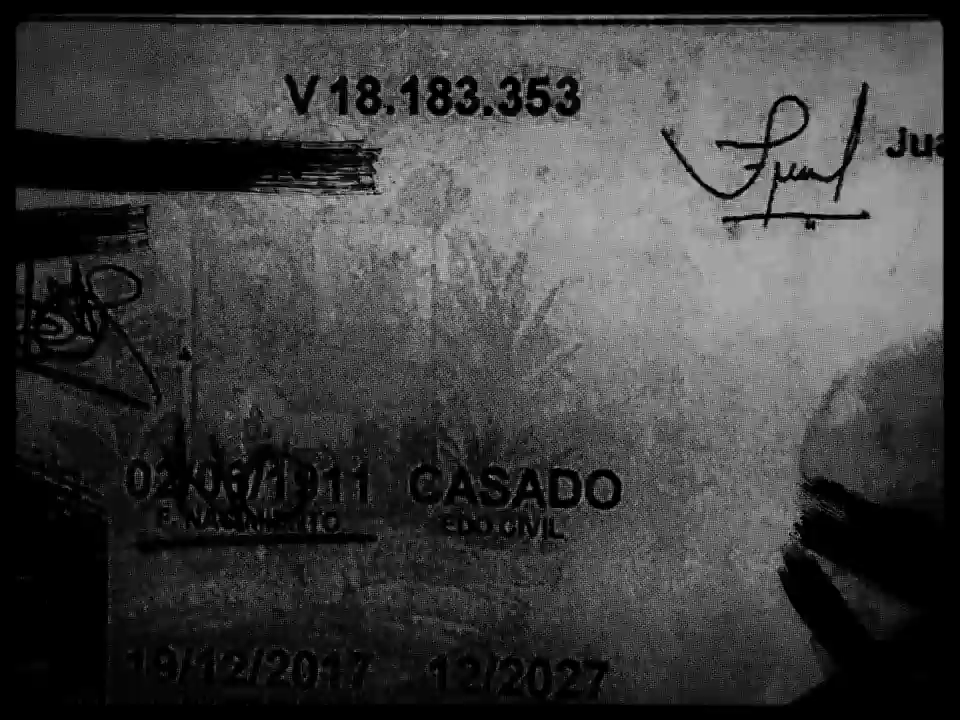 V 18.183.353
Jua
02/06/1911 CASADO
F. NACIMIENTO EDO.CIVIL
19/12/2017 12/2027